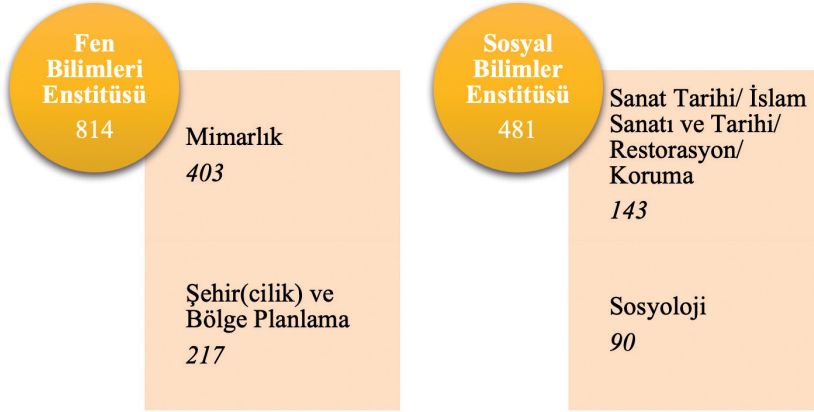 Fen
Bilimleri
Enstitüsü
814
Mimarlık
403
Şehir(cilik) ve
Bölge Planlama
217
Sosyal
Bilimler
Enstitüsü
481
Sanat Tarihi/ İslam
Sanatı ve Tarihi/
Restorasyon/
Koruma
143
Sosyoloji
90